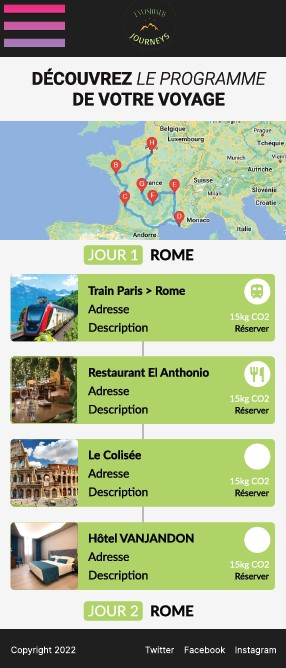 JOURNEYS
DÉCOUVREZ LE PROGRAMME
DE VOTRE VOYAGE
Belgique
Luxembourg
Prague
Tchéquie
Munich
Vienne
Autriche
France
Suisse
Slovénie
Croatie
Monaco
Italie
Andorre
H
B
G
E
C
F
D
JOUR 1 ROME
Train Paris > Rome
Adresse
15kg CO2
Description
Réserver
Restaurant El Anthonio
Adresse
15kg CO2
Description
Réserver
Le Colisée
Adresse
15kg CO2
Description
Réserver
Hôtel VANJANDON
Adresse
15kg CO2
Description
Réserver
JOUR 2 ROME
Copyright 2022 Twitter Facebook Instagram